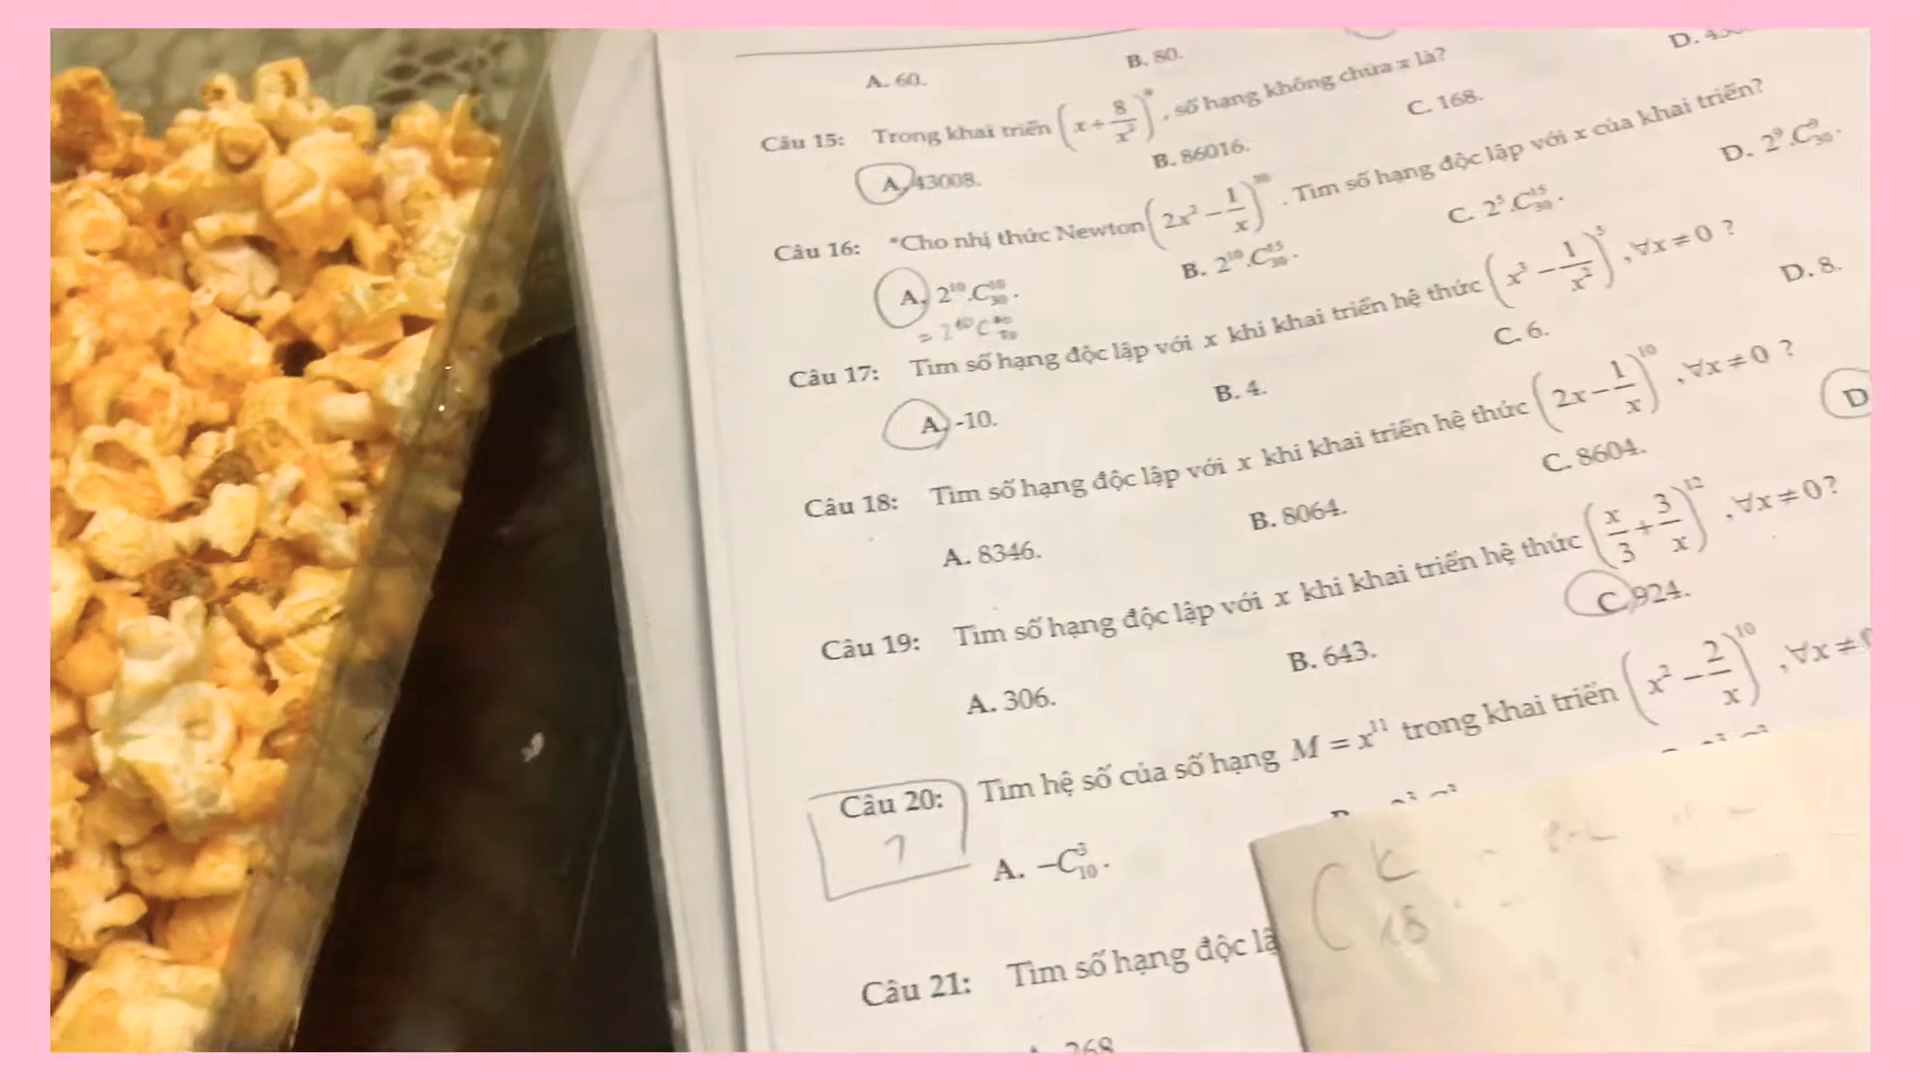 A. 60.
B. 80.
Câu 15: Trong khai triển (x + 8/x²)⁹, số hạng không chứa x là?
A. 43008.
B. 86016.
C. 168.
Câu 16: *Cho nhị thức Newton (2x² − 1/x)³⁰. Tìm số hạng độc lập với x của khai triển?
A. 2¹⁰.C₃₀¹⁰.
B. 2¹⁰.C₃₀¹⁵.
C. 2⁵.C₃₀¹⁵.
D. 2⁹.C₃₀⁹.
Câu 17: Tìm số hạng độc lập với x khi khai triển hệ thức (x³ − 1/x²)⁵, ∀x ≠ 0 ?
A. -10.
B. 4.
C. 6.
D. 8.
Câu 18: Tìm số hạng độc lập với x khi khai triển hệ thức (2x − 1/x)¹⁰, ∀x ≠ 0 ?
A. 8346.
B. 8064.
C. 8604.
D
Câu 19: Tìm số hạng độc lập với x khi khai triển hệ thức (x/3 + 3/x)¹², ∀x ≠ 0?
A. 306.
B. 643.
C. 924.
Câu 20: Tìm hệ số của số hạng M = x¹¹ trong khai triển (x² − 2/x)¹⁰, ∀x ≠
?
A. −C₁₀³.
Câu 21: Tìm số hạng độc
268